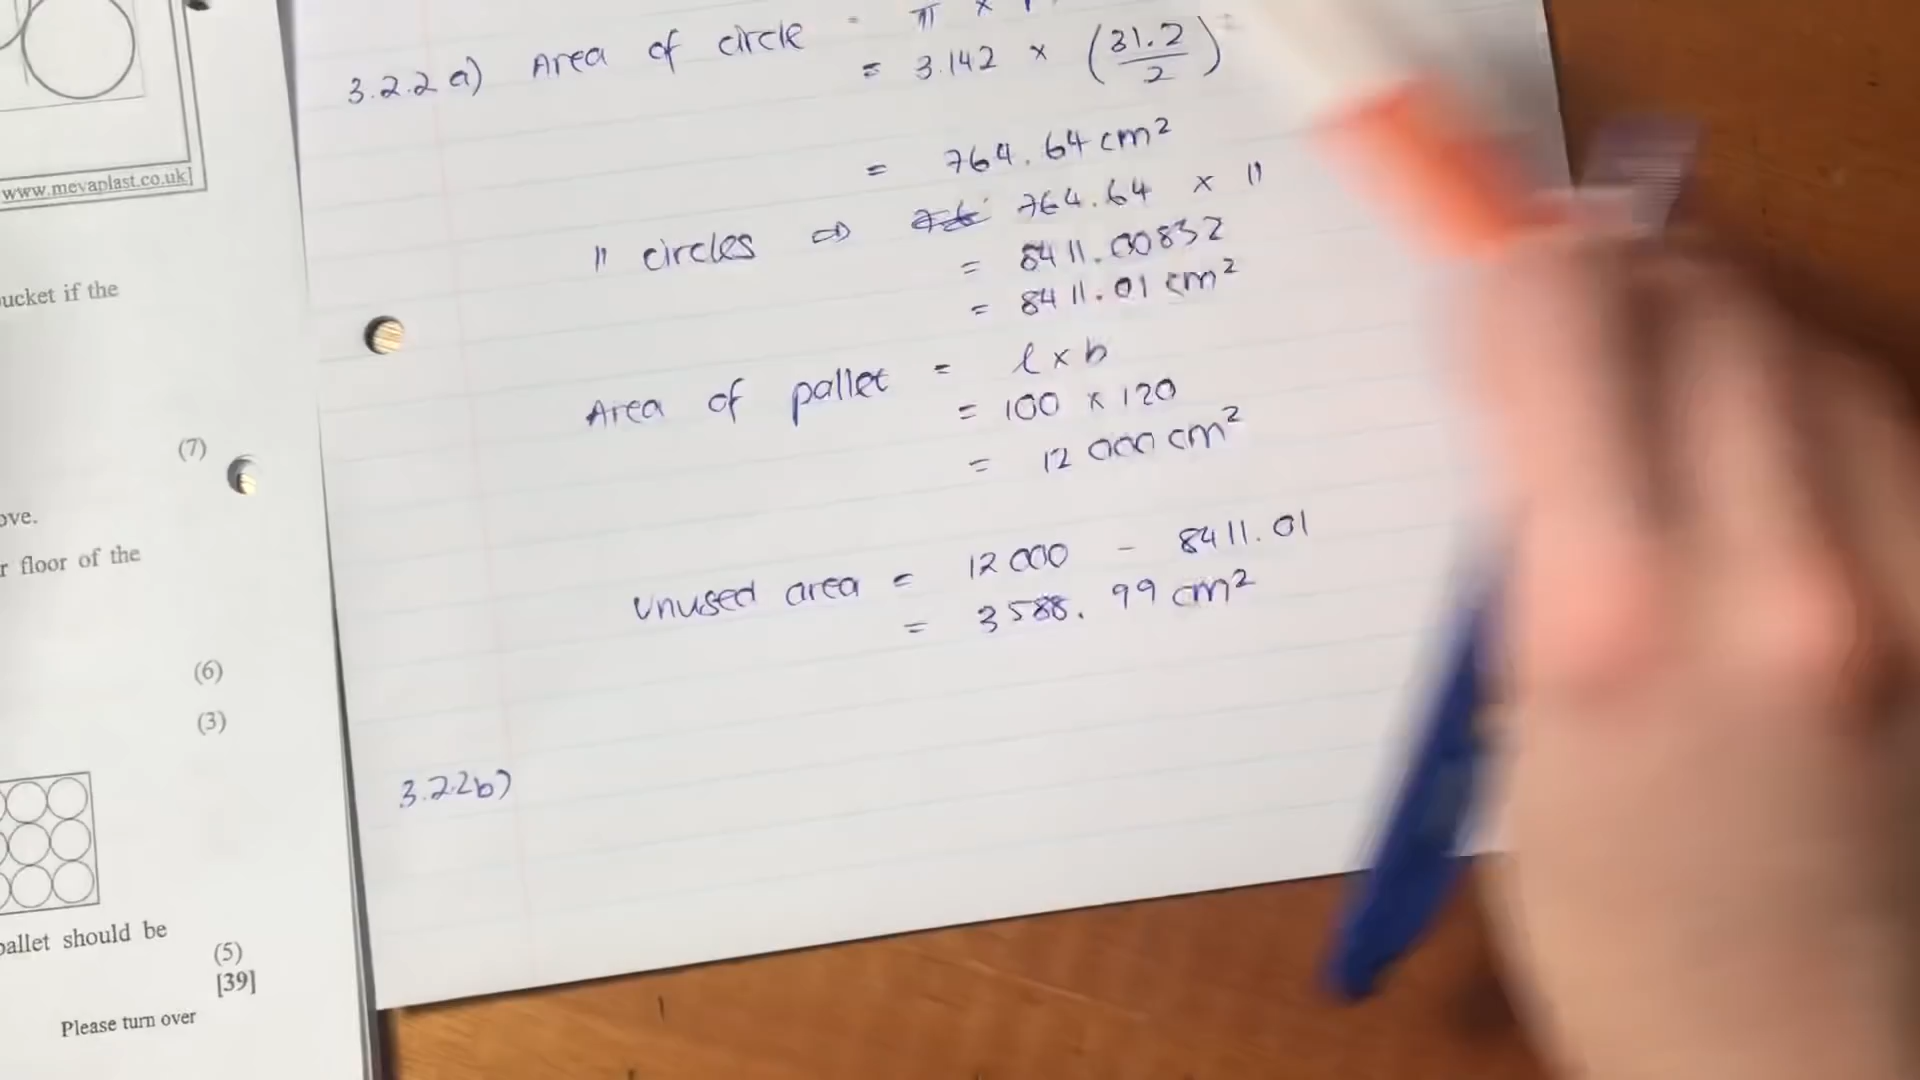 www.mevaplast.co.uk]
ucket if the
(7)
ove.
r floor of the
(6)
(3)
pallet should be
(5)
[39]
Please turn over
3.2.2 a) Area of circle = π ×
= 3.142 × (31.2/2)
= 764.64 cm²
11 circles ⇒ 764.64 × 11
= 8411.00832
= 8411.01 cm²
Area of pallet = l × b
= 100 × 120
= 12 000 cm²
Unused area = 12 000 - 8411.01
= 3588.99 cm²
3.2.2b)